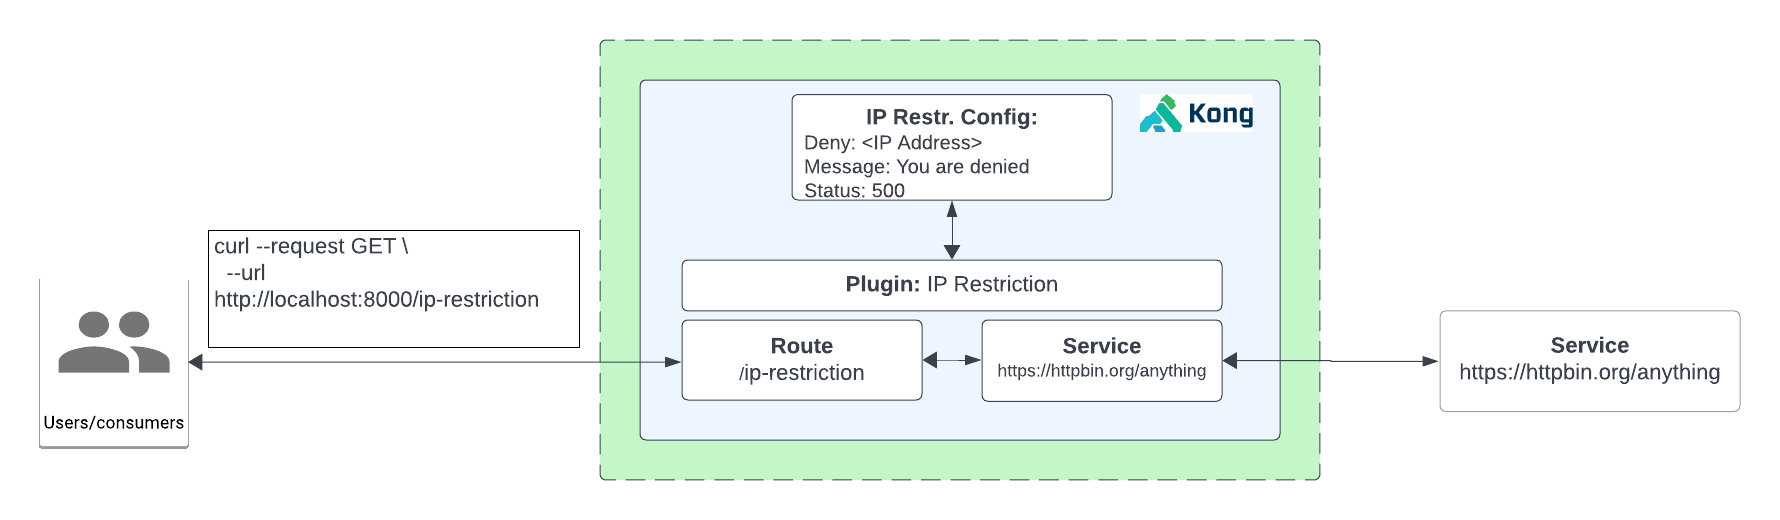 IP Restr. Config:
Deny: <IP Address>
Message: You are denied
Status: 500
Kong
curl --request GET \
--url
http://localhost:8000/ip-restriction
Plugin: IP Restriction
Users/consumers
Route
/ip-restriction
Service
https://httpbin.org/anything
Service
https://httpbin.org/anything